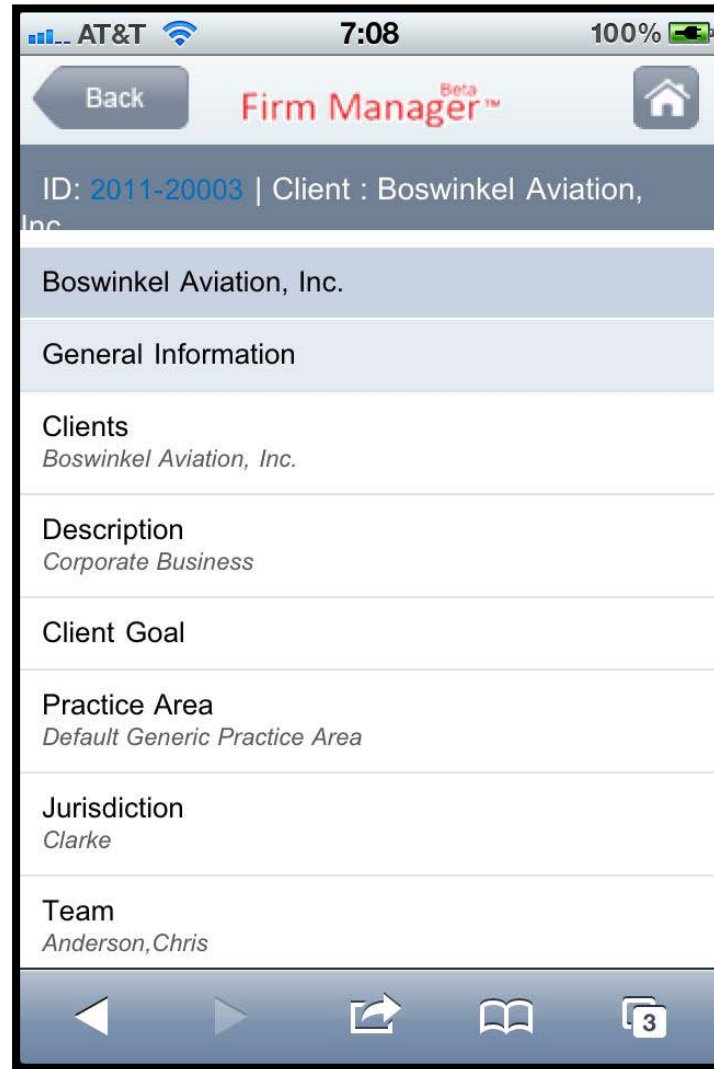 AT&T 7:08 100%
Back Firm Manager Beta™
ID: 2011-20003 | Client : Boswinkel Aviation,
Inc
Boswinkel Aviation, Inc.
General Information
Clients
Boswinkel Aviation, Inc.
Description
Corporate Business
Client Goal
Practice Area
Default Generic Practice Area
Jurisdiction
Clarke
Team
Anderson,Chris
3